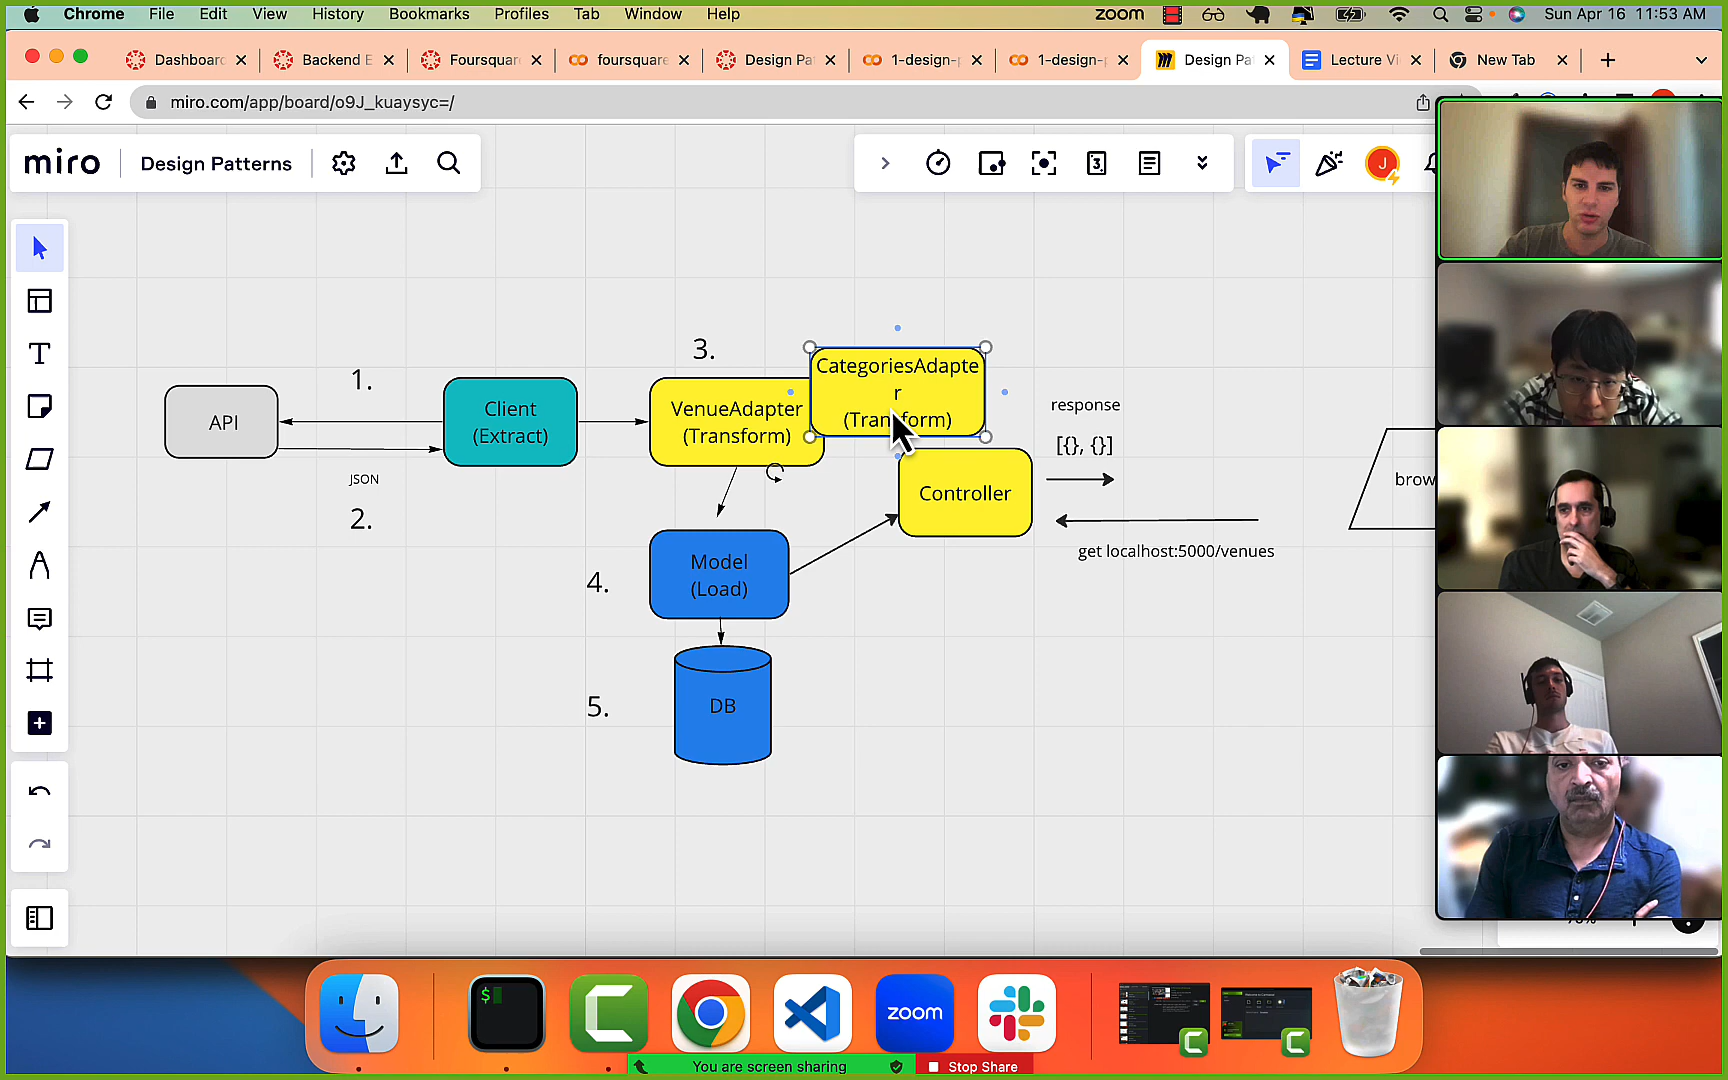 Chrome File Edit View History Bookmarks Profiles Tab Window Help zoom Sun Apr 16 11:53 AM
Dashboard Backend E Foursquar foursquare Design Pa 1-design-p 1-design-p Design Pa Lecture Vi New Tab
miro.com/app/board/o9J_kuaysyc=/
miro Design Patterns 3 J
3.
1.
CategoriesAdapte
r
(Transform)
API
Client
(Extract)
VenueAdapter
(Transform)
response
[{}, {}]
JSON
2.
Controller
brow
get localhost:5000/venues
4.
Model
(Load)
5.
DB
$
zoom
You are screen sharing Stop Share